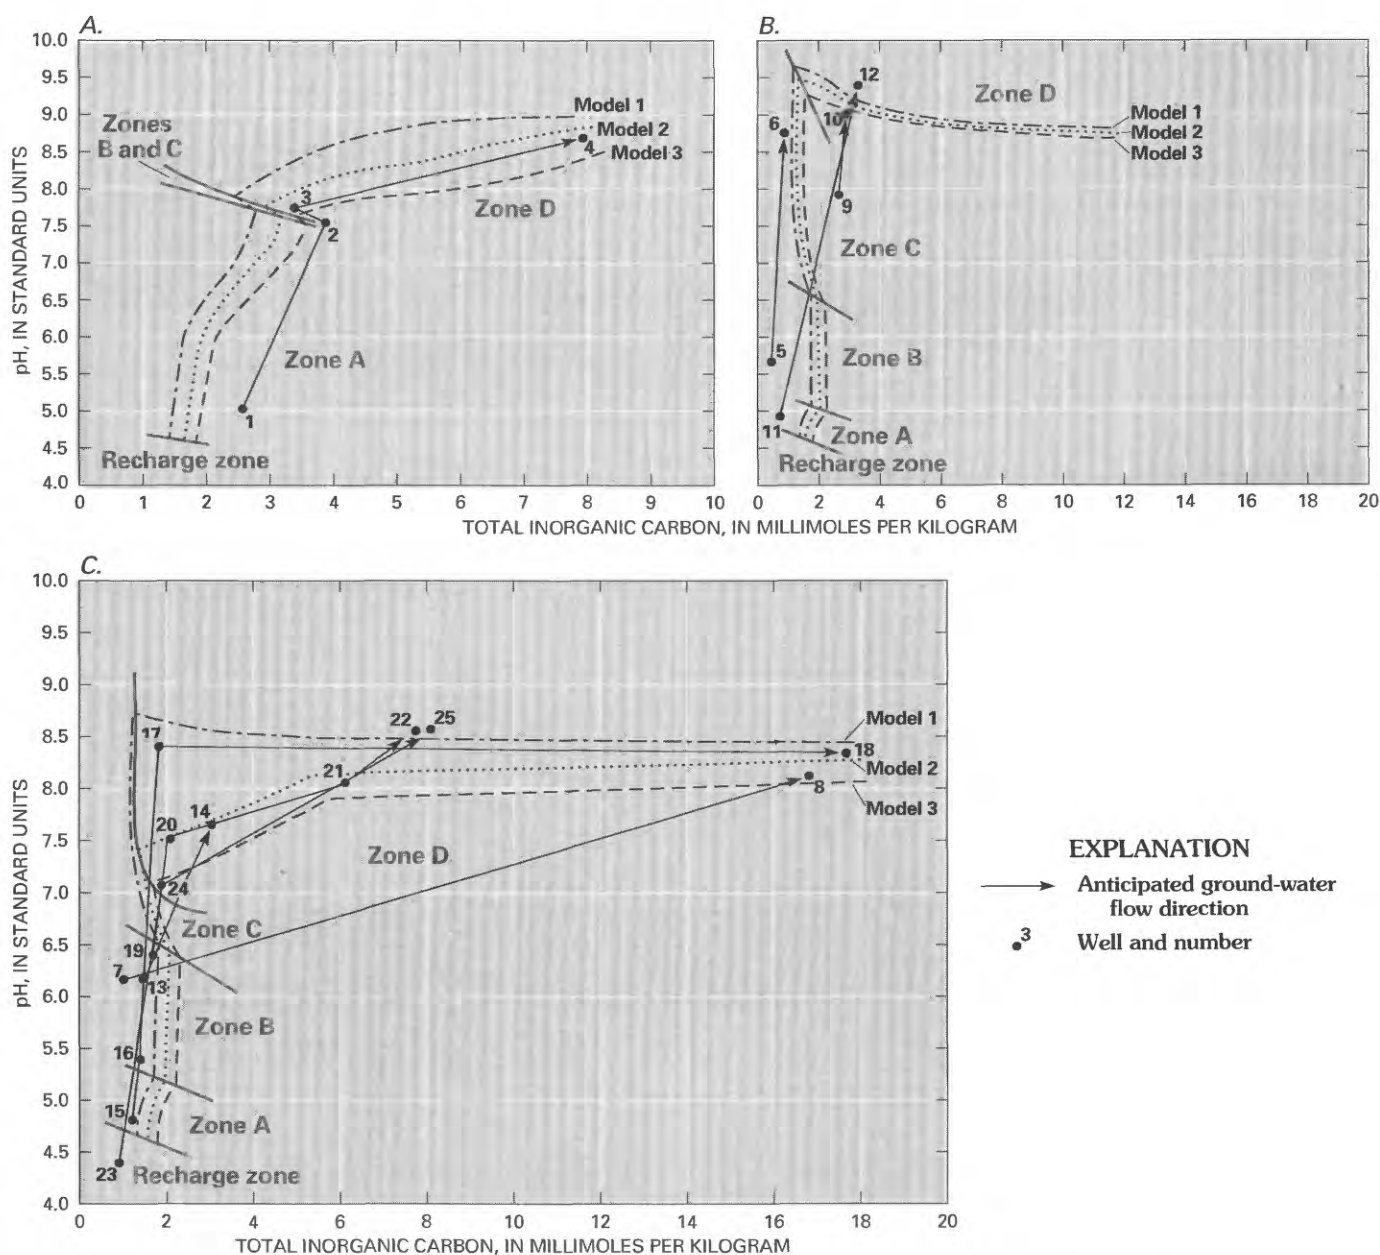 A.
10.0
9.5
9.0
8.5
8.0
7.5
7.0
6.5
6.0
5.5
5.0
4.5
4.0
pH, IN STANDARD UNITS
Zones
B and C
Model 1
Model 2
Model 3
4
3
2
Zone D
Zone A
1
Recharge zone
0 1 2 3 4 5 6 7 8 9 10
B.
12
Zone D
6
10
Model 1
Model 2
Model 3
9
Zone C
5
Zone B
11
Zone A
Recharge zone
0 2 4 6 8 10 12 14 16 18 20
TOTAL INORGANIC CARBON, IN MILLIMOLES PER KILOGRAM
C.
10.0
9.5
9.0
8.5
8.0
7.5
7.0
6.5
6.0
5.5
5.0
4.5
4.0
pH, IN STANDARD UNITS
17
22 25
Model 1
18
Model 2
21
8
Model 3
14
20
Zone D
24
Zone C
19
7
13
Zone B
16
15
Zone A
23
Recharge zone
0 2 4 6 8 10 12 14 16 18 20
TOTAL INORGANIC CARBON, IN MILLIMOLES PER KILOGRAM
EXPLANATION
Anticipated ground-water
flow direction
3
Well and number